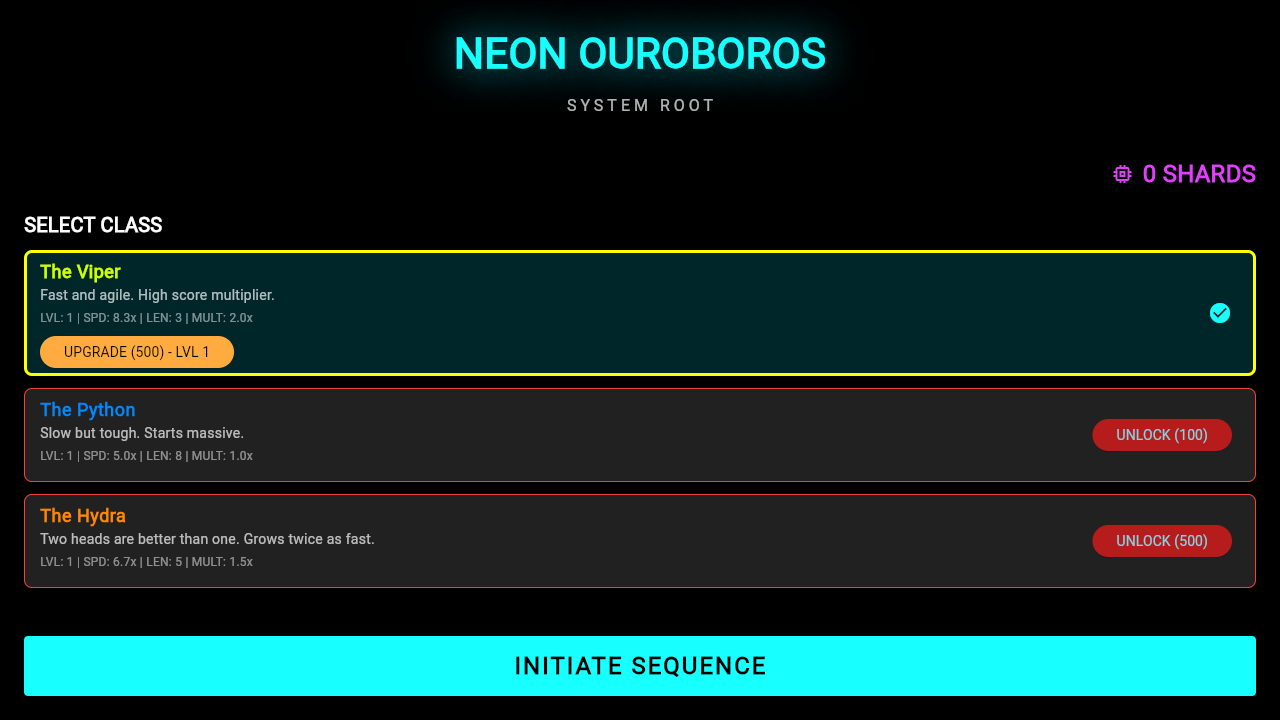 NEON OUROBOROS
SYSTEM ROOT
0 SHARDS
SELECT CLASS
The Viper
Fast and agile. High score multiplier.
LVL: 1 | SPD: 8.3x | LEN: 3 | MULT: 2.0x
UPGRADE (500) - LVL 1
The Python
Slow but tough. Starts massive.
LVL: 1 | SPD: 5.0x | LEN: 8 | MULT: 1.0x
UNLOCK (100)
The Hydra
Two heads are better than one. Grows twice as fast.
LVL: 1 | SPD: 6.7x | LEN: 5 | MULT: 1.5x
UNLOCK (500)
INITIATE SEQUENCE